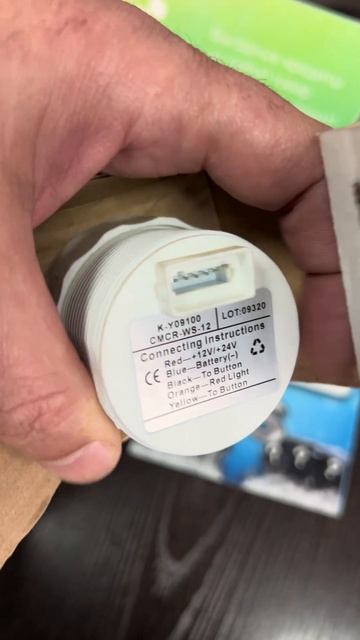 K-Y09100
CMCR-WS-12
LOT:09320
Connecting Instructions
CE
Red—+12V/+24V
Blue—Battery(-)
Black—To Button
Orange—Red Light
Yellow—To Button